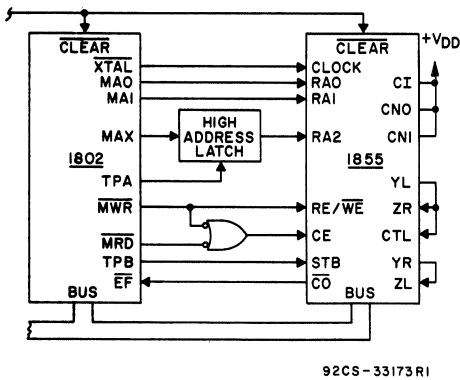 CLEAR
CLEAR
+VDD
XTAL
CLOCK
MA0
RA0
CI
MA1
RA1
CN0
HIGH
ADDRESS
LATCH
MAX
RA2
CN1
1802
1855
TPA
YL
MWR
RE/WE
ZR
CE
CTL
MRD
TPB
STB
YR
EF
CO
ZL
BUS
BUS
92CS-33173R1